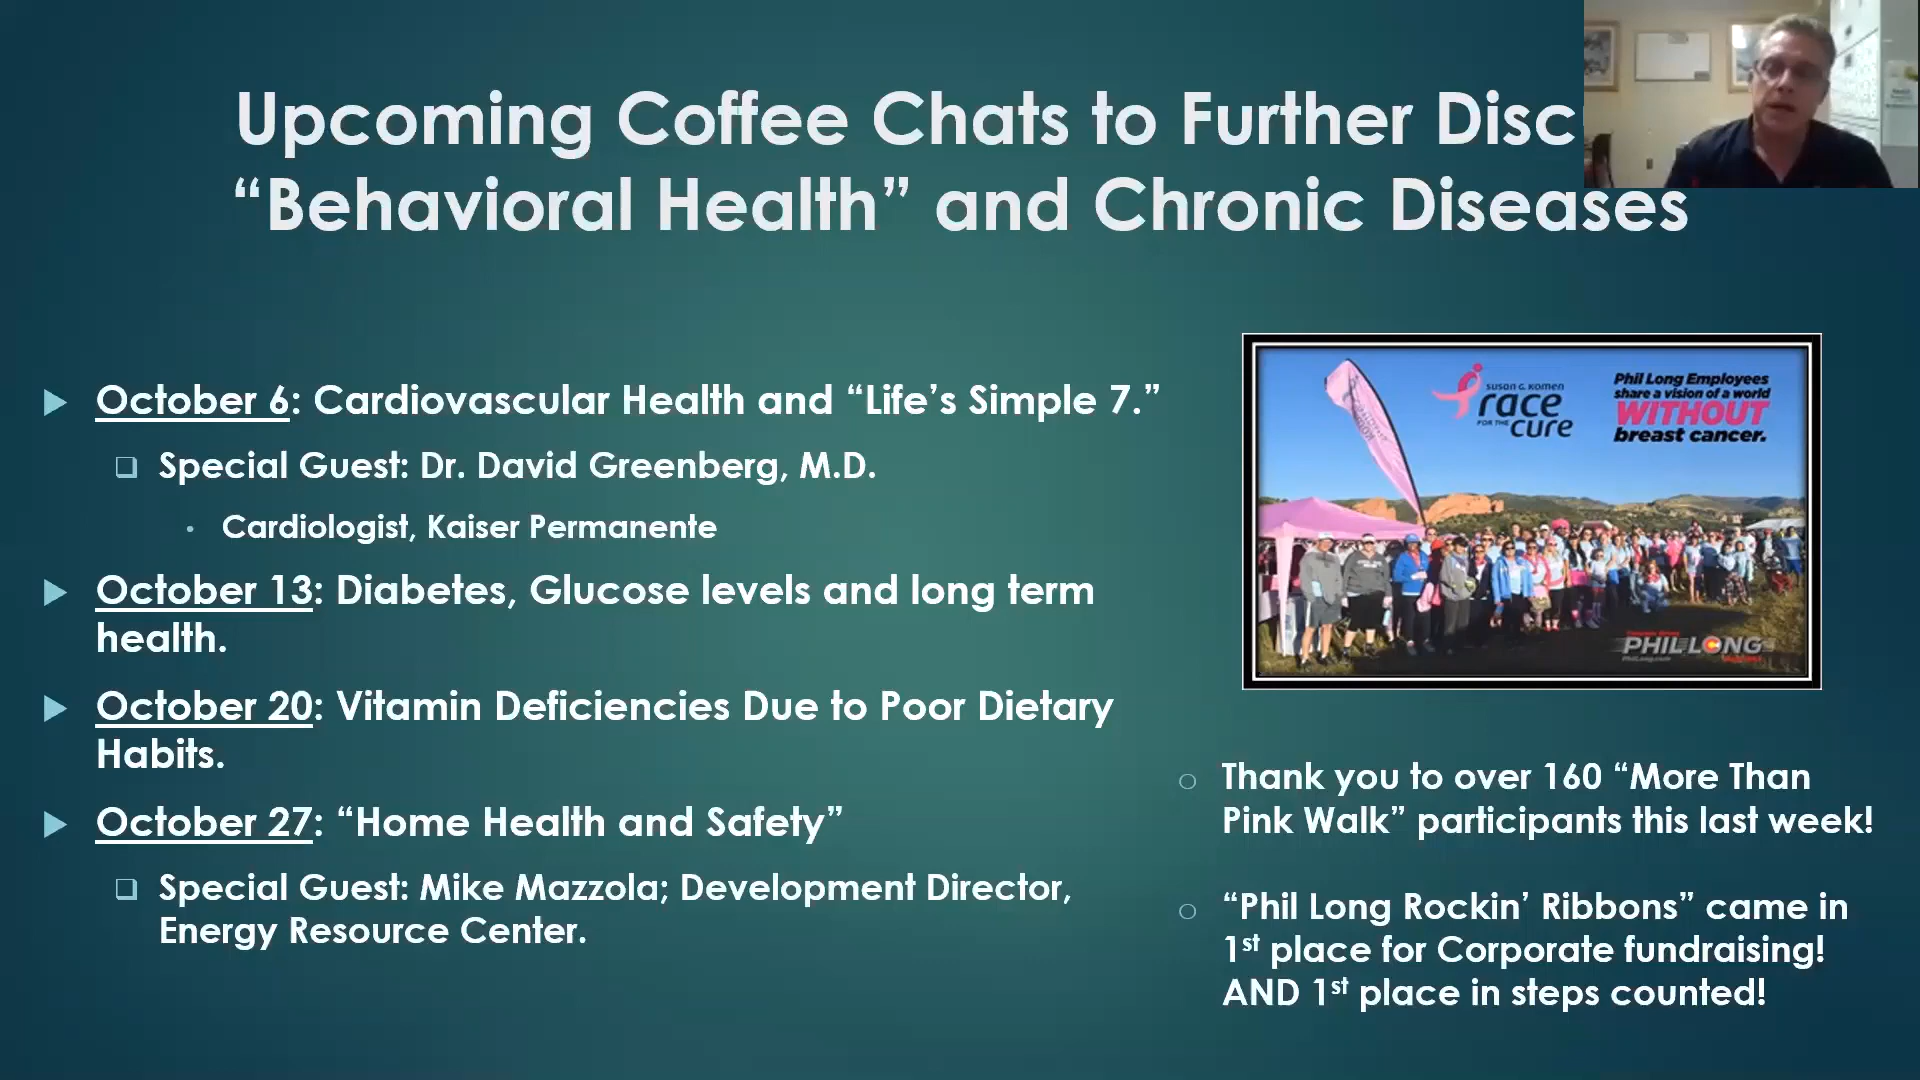 Upcoming Coffee Chats to Further Disc
“Behavioral Health” and Chronic Diseases
October 6: Cardiovascular Health and “Life’s Simple 7.”
Special Guest: Dr. David Greenberg, M.D.
Cardiologist, Kaiser Permanente
October 13: Diabetes, Glucose levels and long term
health.
October 20: Vitamin Deficiencies Due to Poor Dietary
Habits.
October 27: “Home Health and Safety”
Special Guest: Mike Mazzola; Development Director,
Energy Resource Center.
SUSAN G. KOMEN
race
FOR THE
cure
Phil Long Employees
share a vision of a world
WITHOUT
breast cancer.
PHIL LONG
PhilLong.com
Thank you to over 160 “More Than
Pink Walk” participants this last week!
“Phil Long Rockin’ Ribbons” came in
1st place for Corporate fundraising!
AND 1st place in steps counted!